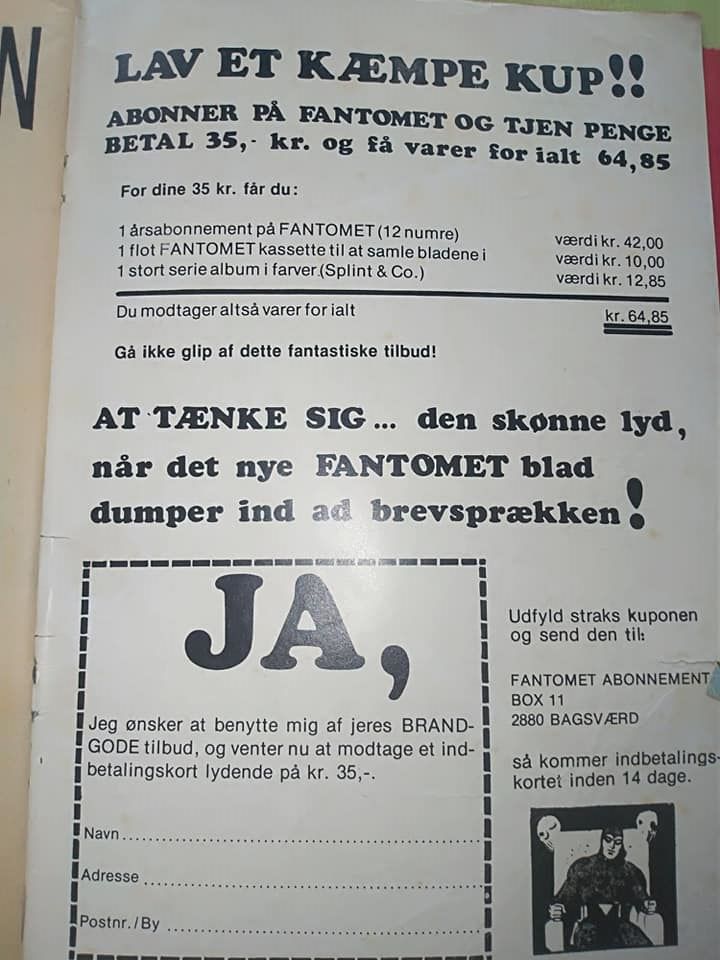 N
LAV ET KÆMPE KUP!!
ABONNER PÅ FANTOMET OG TJEN PENGE
BETAL 35,- kr. og få varer for ialt 64,85
For dine 35 kr. får du:
1 årsabonnement på FANTOMET (12 numre) værdi kr. 42,00
1 flot FANTOMET kassette til at samle bladene i værdi kr. 10,00
1 stort serie album i farver.(Splint & Co.) værdi kr. 12,85
Du modtager altså varer for ialt kr. 64,85
Gå ikke glip af dette fantastiske tilbud!
AT TÆNKE SIG... den skønne lyd,
når det nye FANTOMET blad
dumper ind ad brevsprækken!
JA,
Jeg ønsker at benytte mig af jeres BRAND-
GODE tilbud, og venter nu at modtage et ind-
betalingskort lydende på kr. 35,-.
Navn
Adresse
Postnr./By
Udfyld straks kuponen
og send den til:
FANTOMET ABONNEMENT
BOX 11
2880 BAGSVÆRD
så kommer indbetalings-
kortet inden 14 dage.